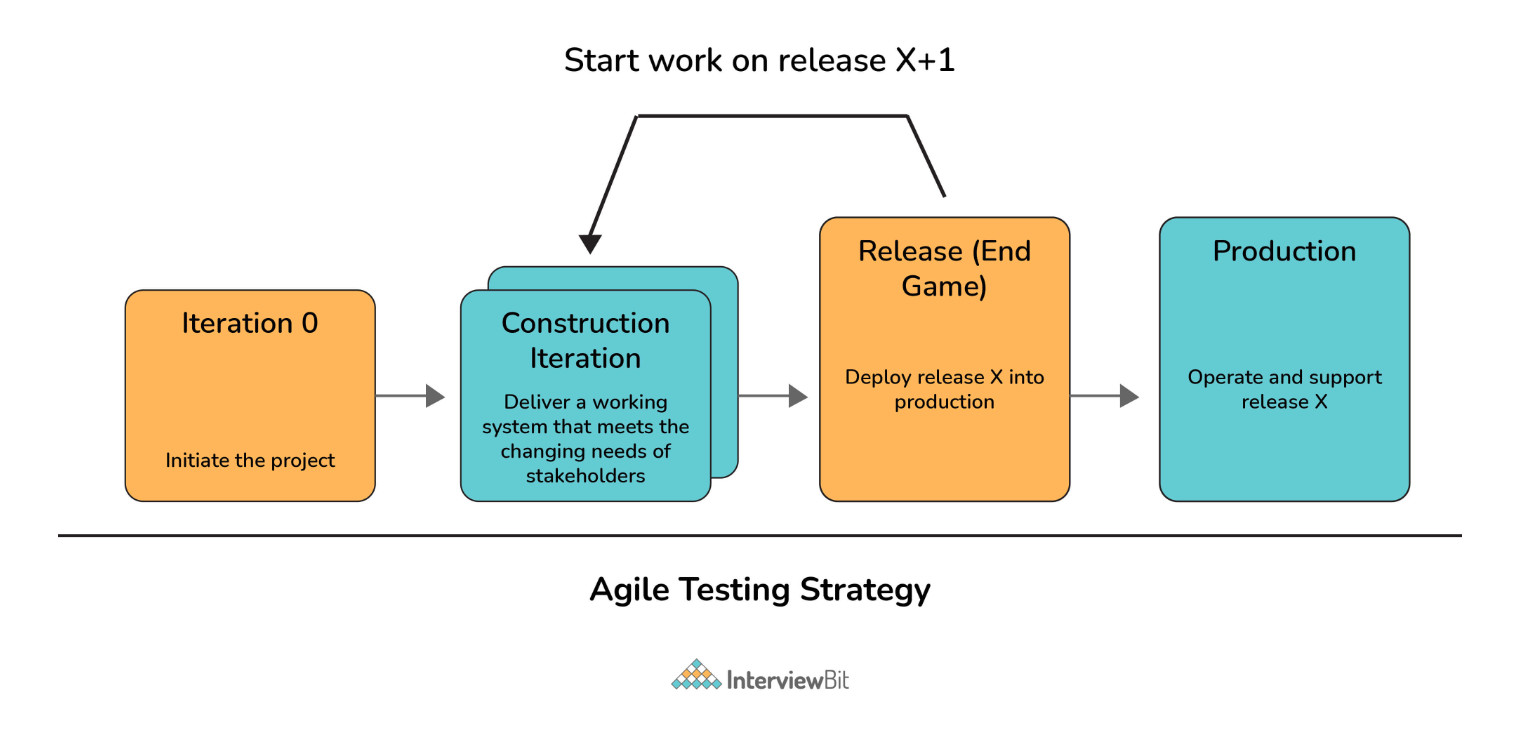 Start work on release X+1
Iteration 0
Initiate the project
Construction
Iteration
Deliver a working
system that meets the
changing needs of
stakeholders
Release (End
Game)
Deploy release X into
production
Production
Operate and support
release X
Agile Testing Strategy
InterviewBit